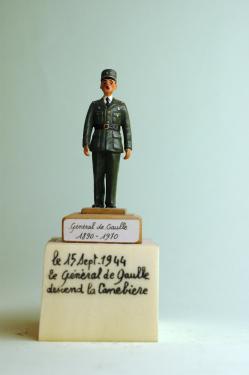 Général de Gaulle
1890-1970
le 15 Sept. 1944
le Général de Gaulle
descend la Canebière